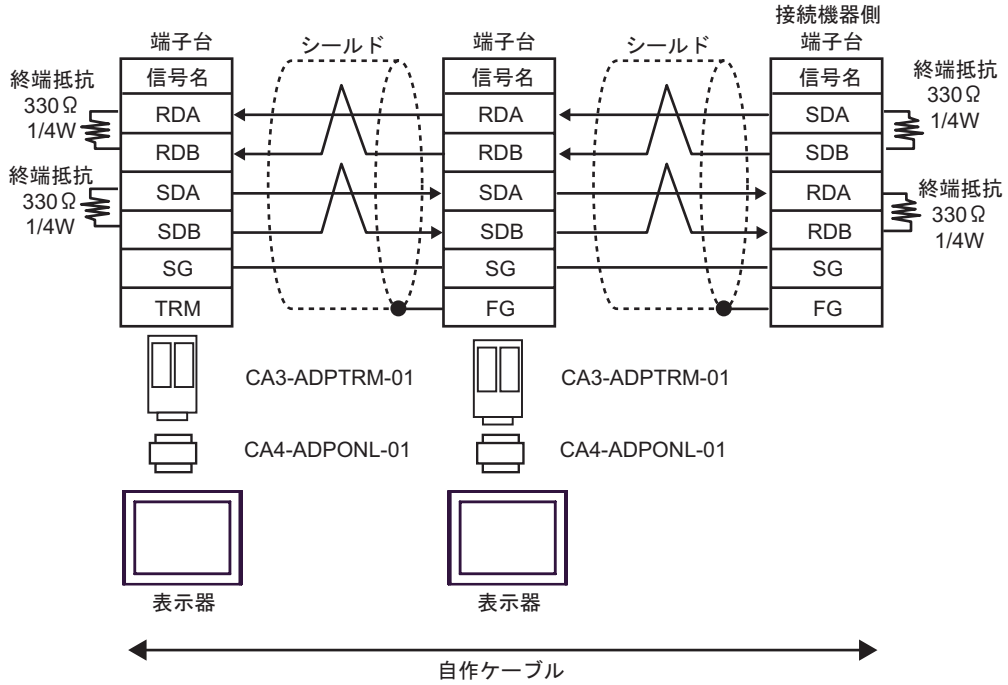 接続機器側
端子台
シールド
端子台
シールド
端子台
終端抵抗
330Ω
1/4W
終端抵抗
330Ω
1/4W
信号名
RDA
RDB
SDA
SDB
SG
TRM
信号名
RDA
RDB
SDA
SDB
SG
FG
信号名
SDA
SDB
RDA
RDB
SG
FG
終端抵抗
330Ω
1/4W
終端抵抗
330Ω
1/4W
CA3-ADPTRM-01
CA3-ADPTRM-01
CA4-ADPONL-01
CA4-ADPONL-01
表示器
表示器
自作ケーブル